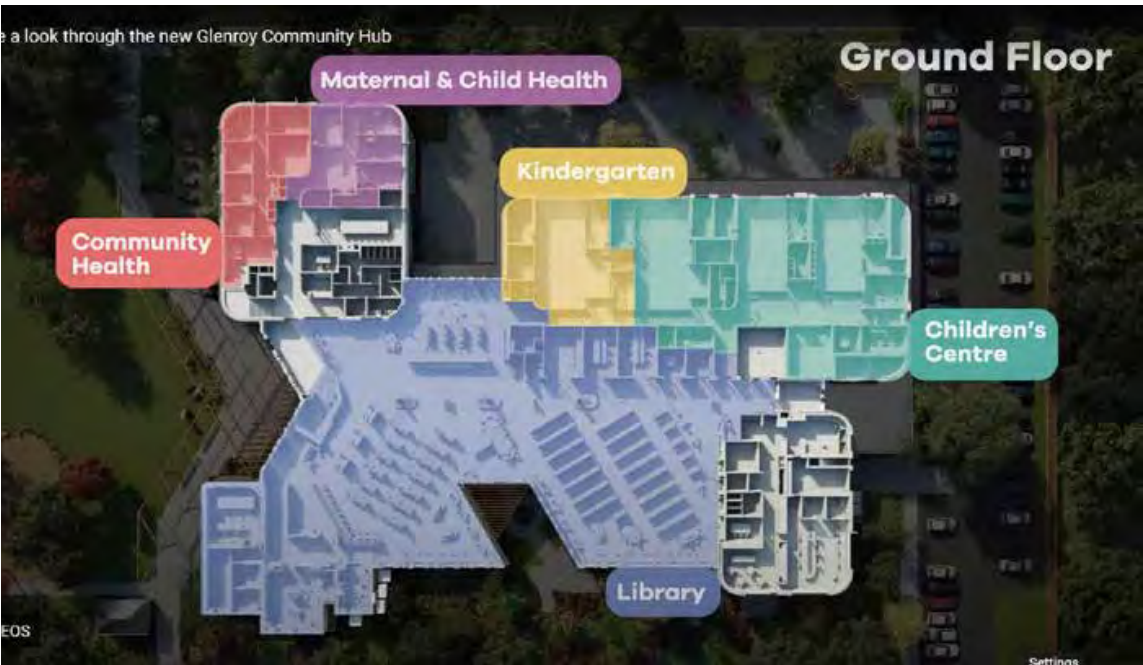 e a look through the new Glenroy Community Hub
Ground Floor
Maternal & Child Health
Kindergarten
Community
Health
Children's
Centre
Library
EOS
Settings